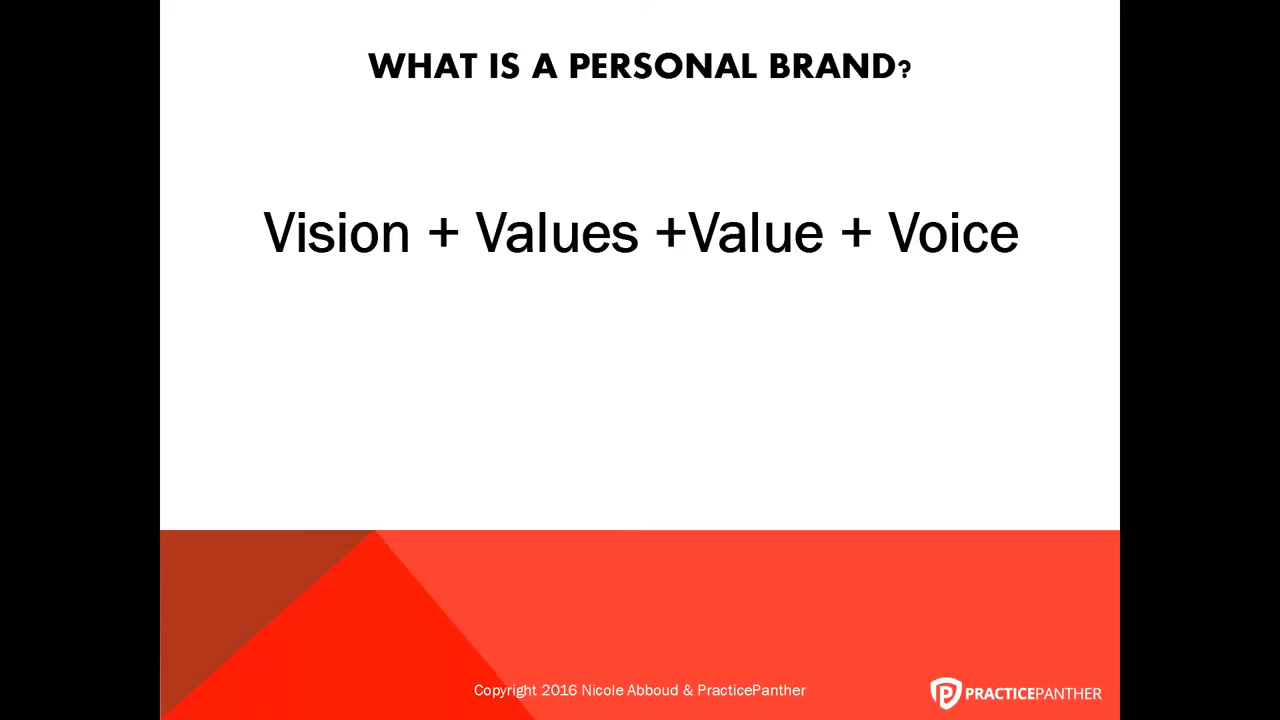 WHAT IS A PERSONAL BRAND?
Vision + Values +Value + Voice
Copyright 2016 Nicole Abboud & PracticePanther
PRACTICEPANTHER